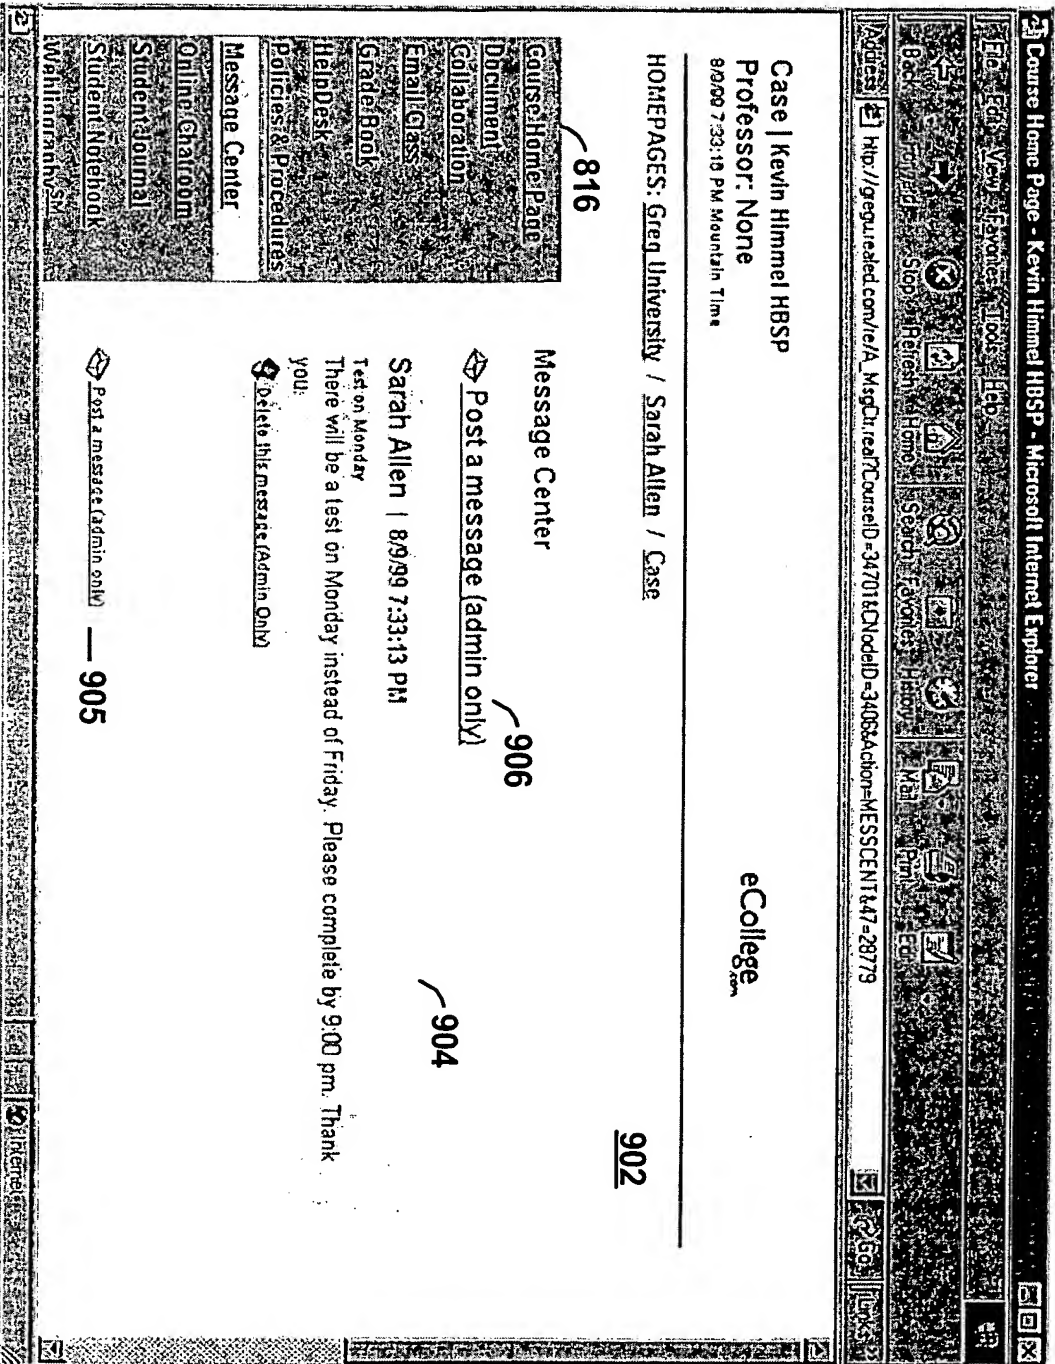 Course Home Page - Kevin Himmel HBSP - Microsoft Internet Explorer
File Edit View Favorites Tools Help
Back Forward Stop Refresh Home Search Favorites History Mail Print Edit
Address http://gregu.realed.com/re/A_MsgCtr.real?CourseID=34701&CNodeID=3406&Action=MESSCENT&47=28779 Go Links
Case | Kevin Himmel HBSP
Professor: None
8/9/99 7:33:18 PM Mountain Time
eCollege.com
HOMEPAGES: Greg University / Sarah Allen / Case
902
816
Course Home Page
Document
Collaboration
Email Class
Grade Book
HelpDesk
Policies & Procedures
Message Center
Online Chatroom
Student Journal
Student Notebook
Webliography
Message Center
Post a message (admin only)
906
Sarah Allen | 8/9/99 7:33:13 PM
904
Test on Monday
There will be a test on Monday instead of Friday. Please complete by 9:00 pm. Thank
you.
Delete this message (Admin Only)
Post a message (admin only)
905
Internet